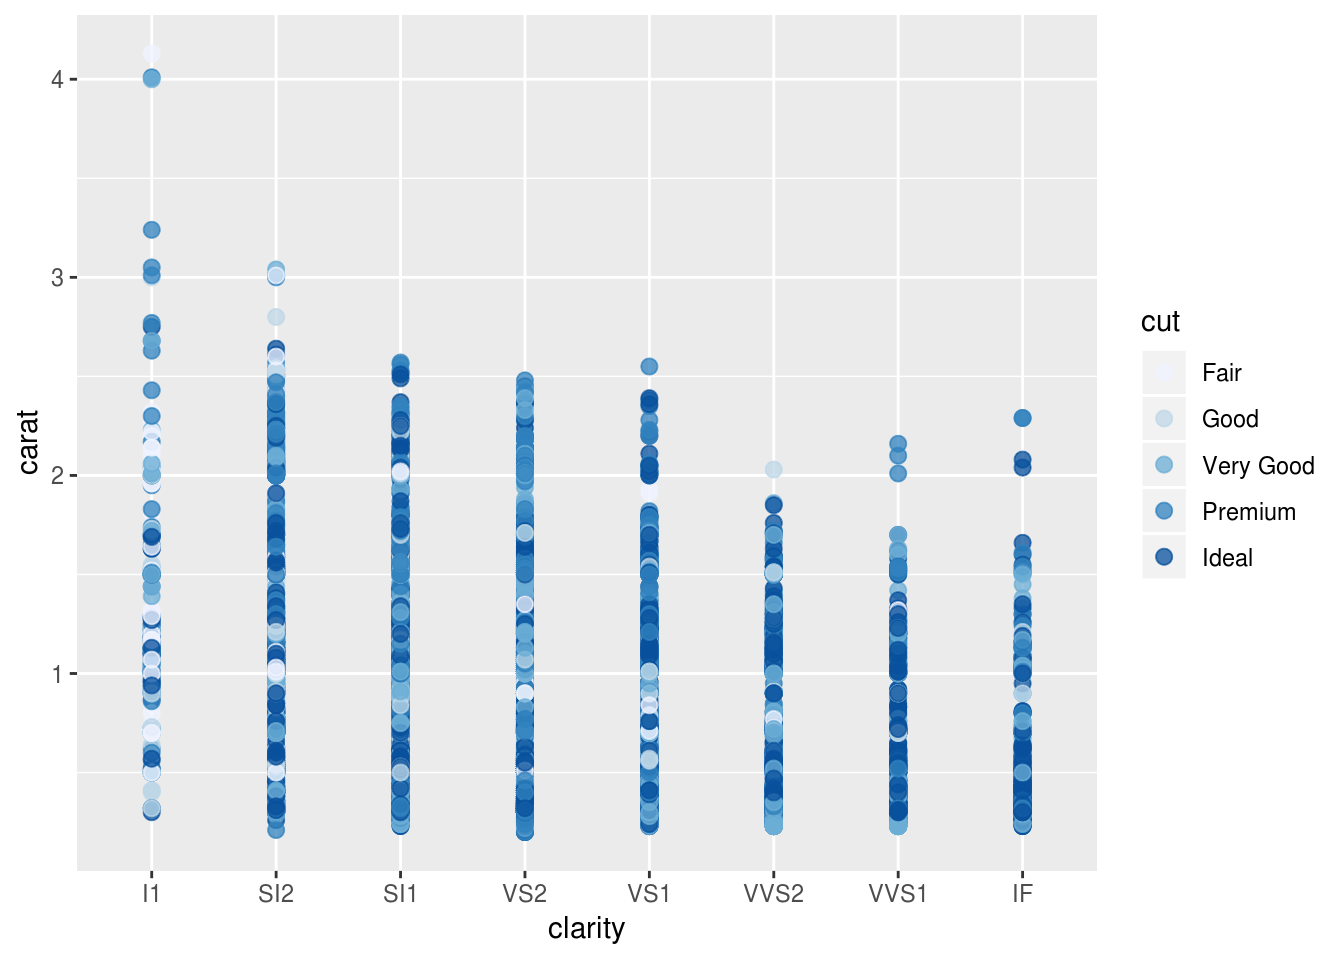 4
3
2
1
carat
I1 SI2 SI1 VS2 VS1 VVS2 VVS1 IF
clarity
cut
Fair
Good
Very Good
Premium
Ideal